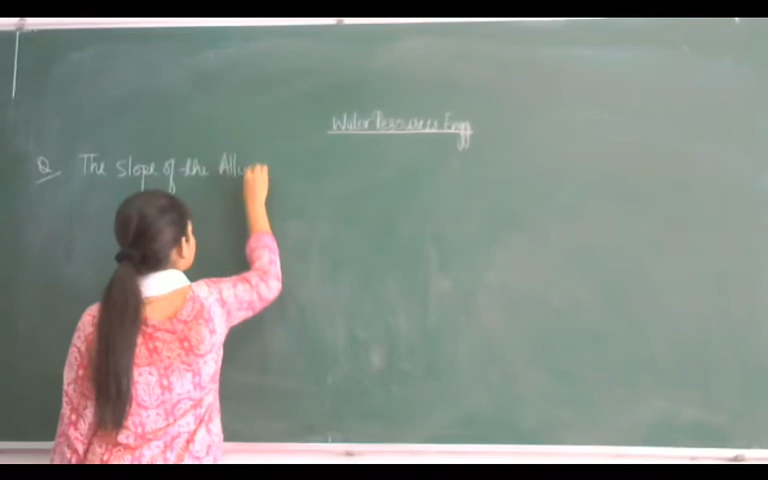 Water Resources Engg
Q The slope of the Allu